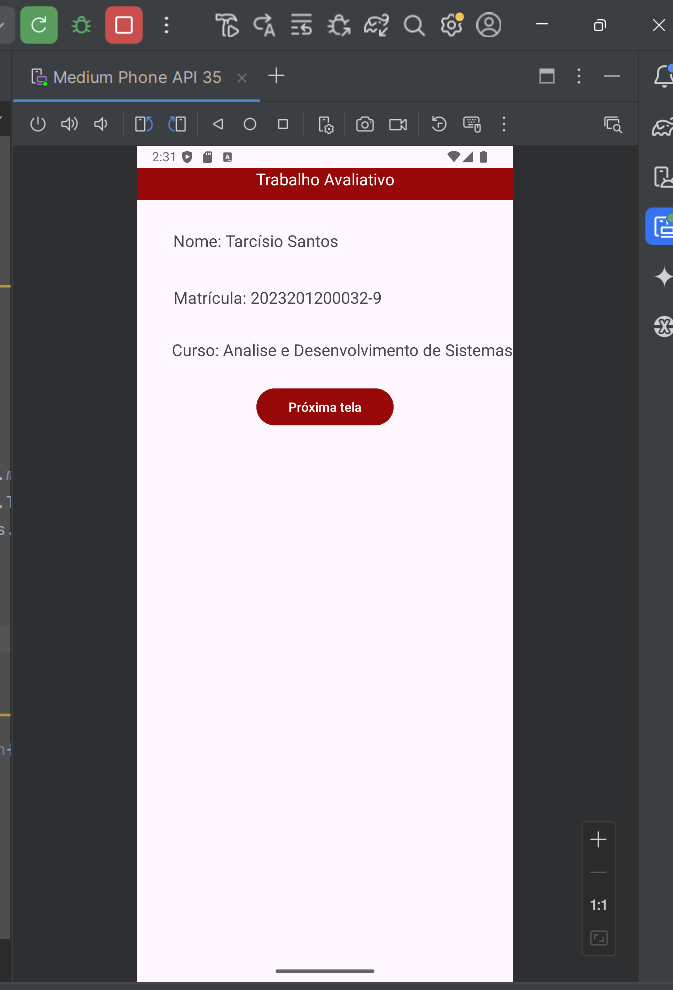 Medium Phone API 35
2:31
Trabalho Avaliativo
Nome: Tarcísio Santos
Matrícula: 2023201200032-9
Curso: Analise e Desenvolvimento de Sistemas
Próxima tela
1:1